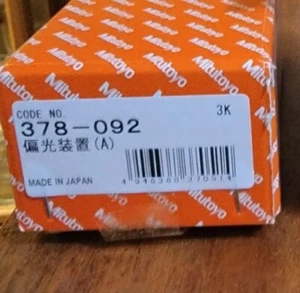 Mitutoyo
CODE NO.
3K
378-092
偏光装置(A)
MADE IN JAPAN